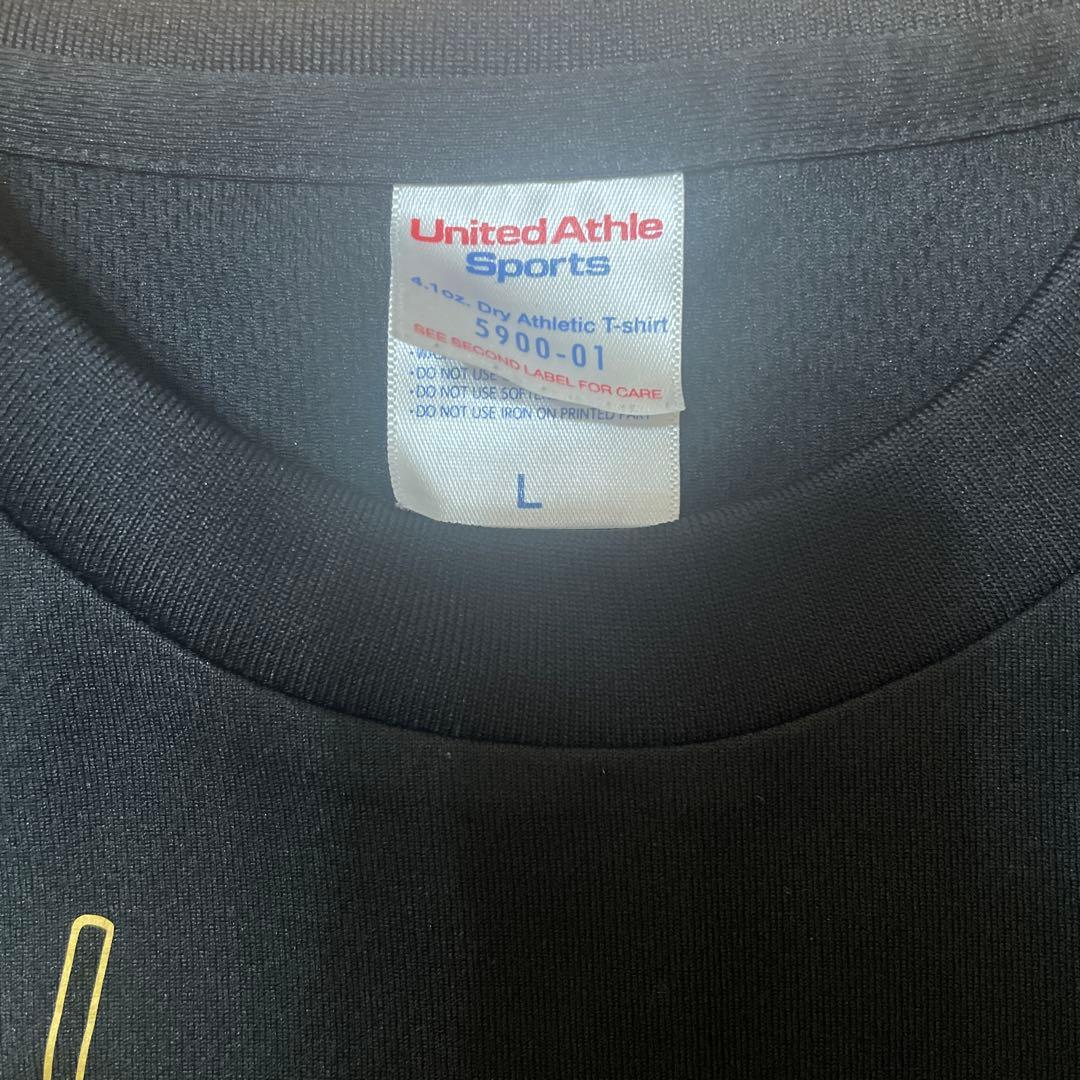 United Athle
Sports
4.1oz. Dry Athletic T-shirt
5900-01
SEE SECOND LABEL FOR CARE
·DO NOT USE
·DO NOT USE
·DO NOT USE IRON ON PRINTED PART
L